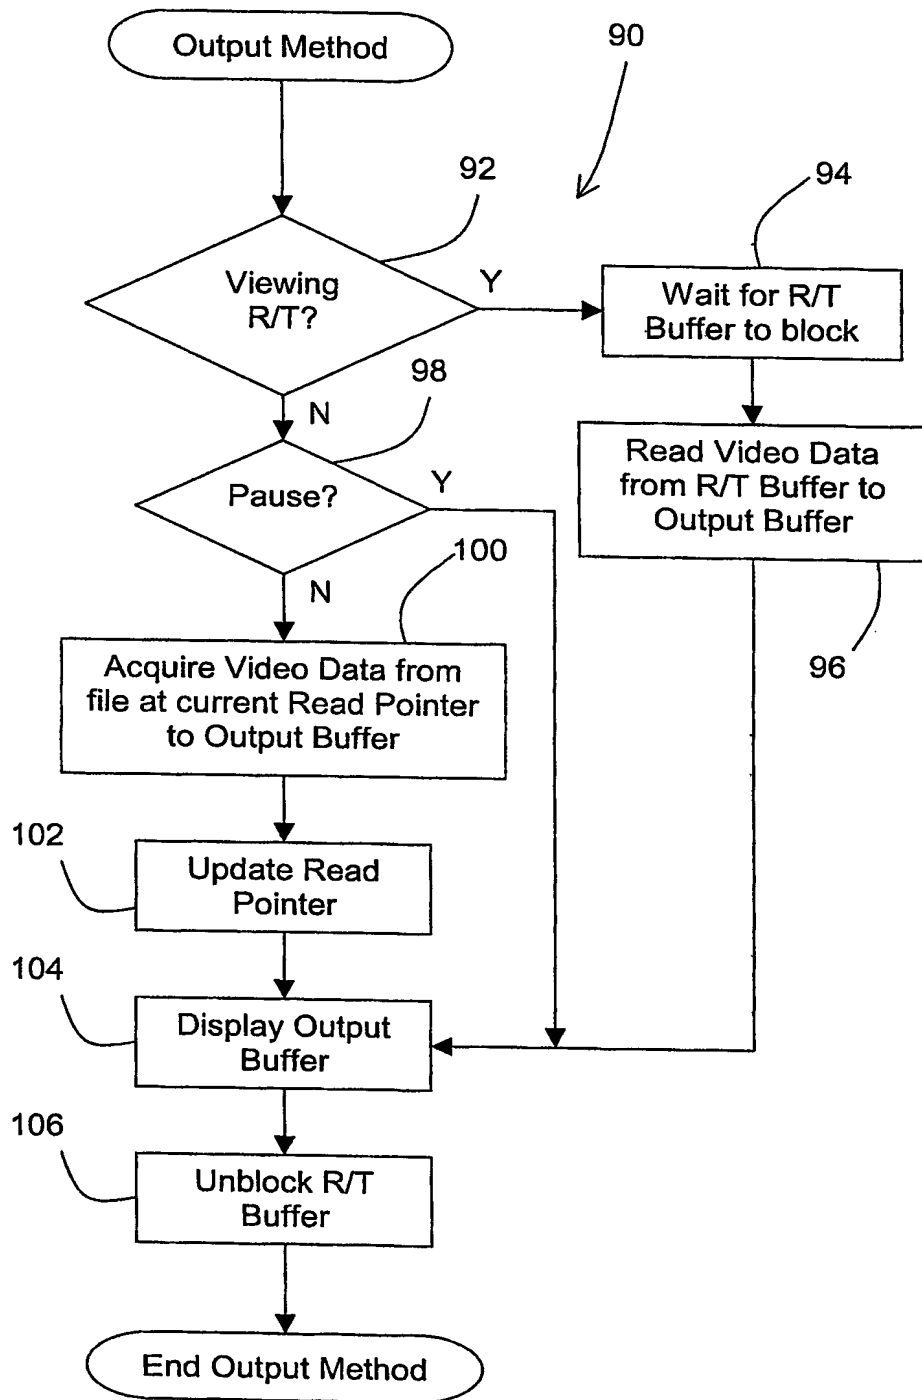 Output Method
90
92
94
Viewing
R/T?
Y
Wait for R/T
Buffer to block
N
98
Pause?
Y
Read Video Data
from R/T Buffer to
Output Buffer
N
100
96
Acquire Video Data from
file at current Read Pointer
to Output Buffer
102
Update Read
Pointer
104
Display Output
Buffer
106
Unblock R/T
Buffer
End Output Method